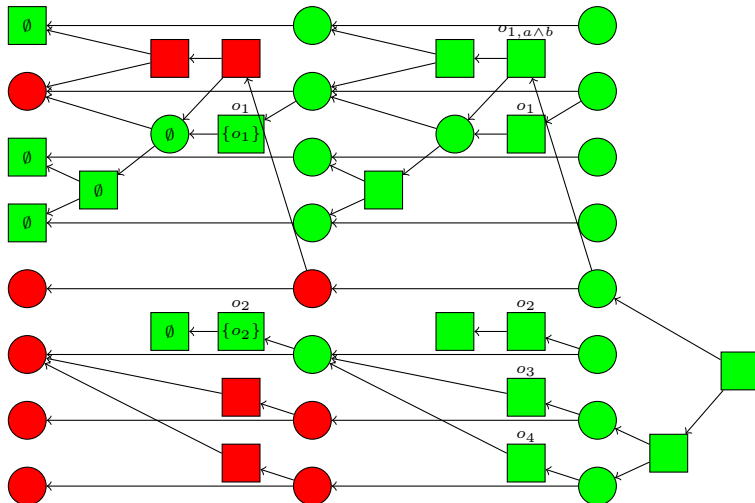 ∅
o₁,ₐ∧b
o₁ o₁
∅ {o₁}
∅
∅
∅
o₂ o₂
∅ {o₂}
o₃
o₄